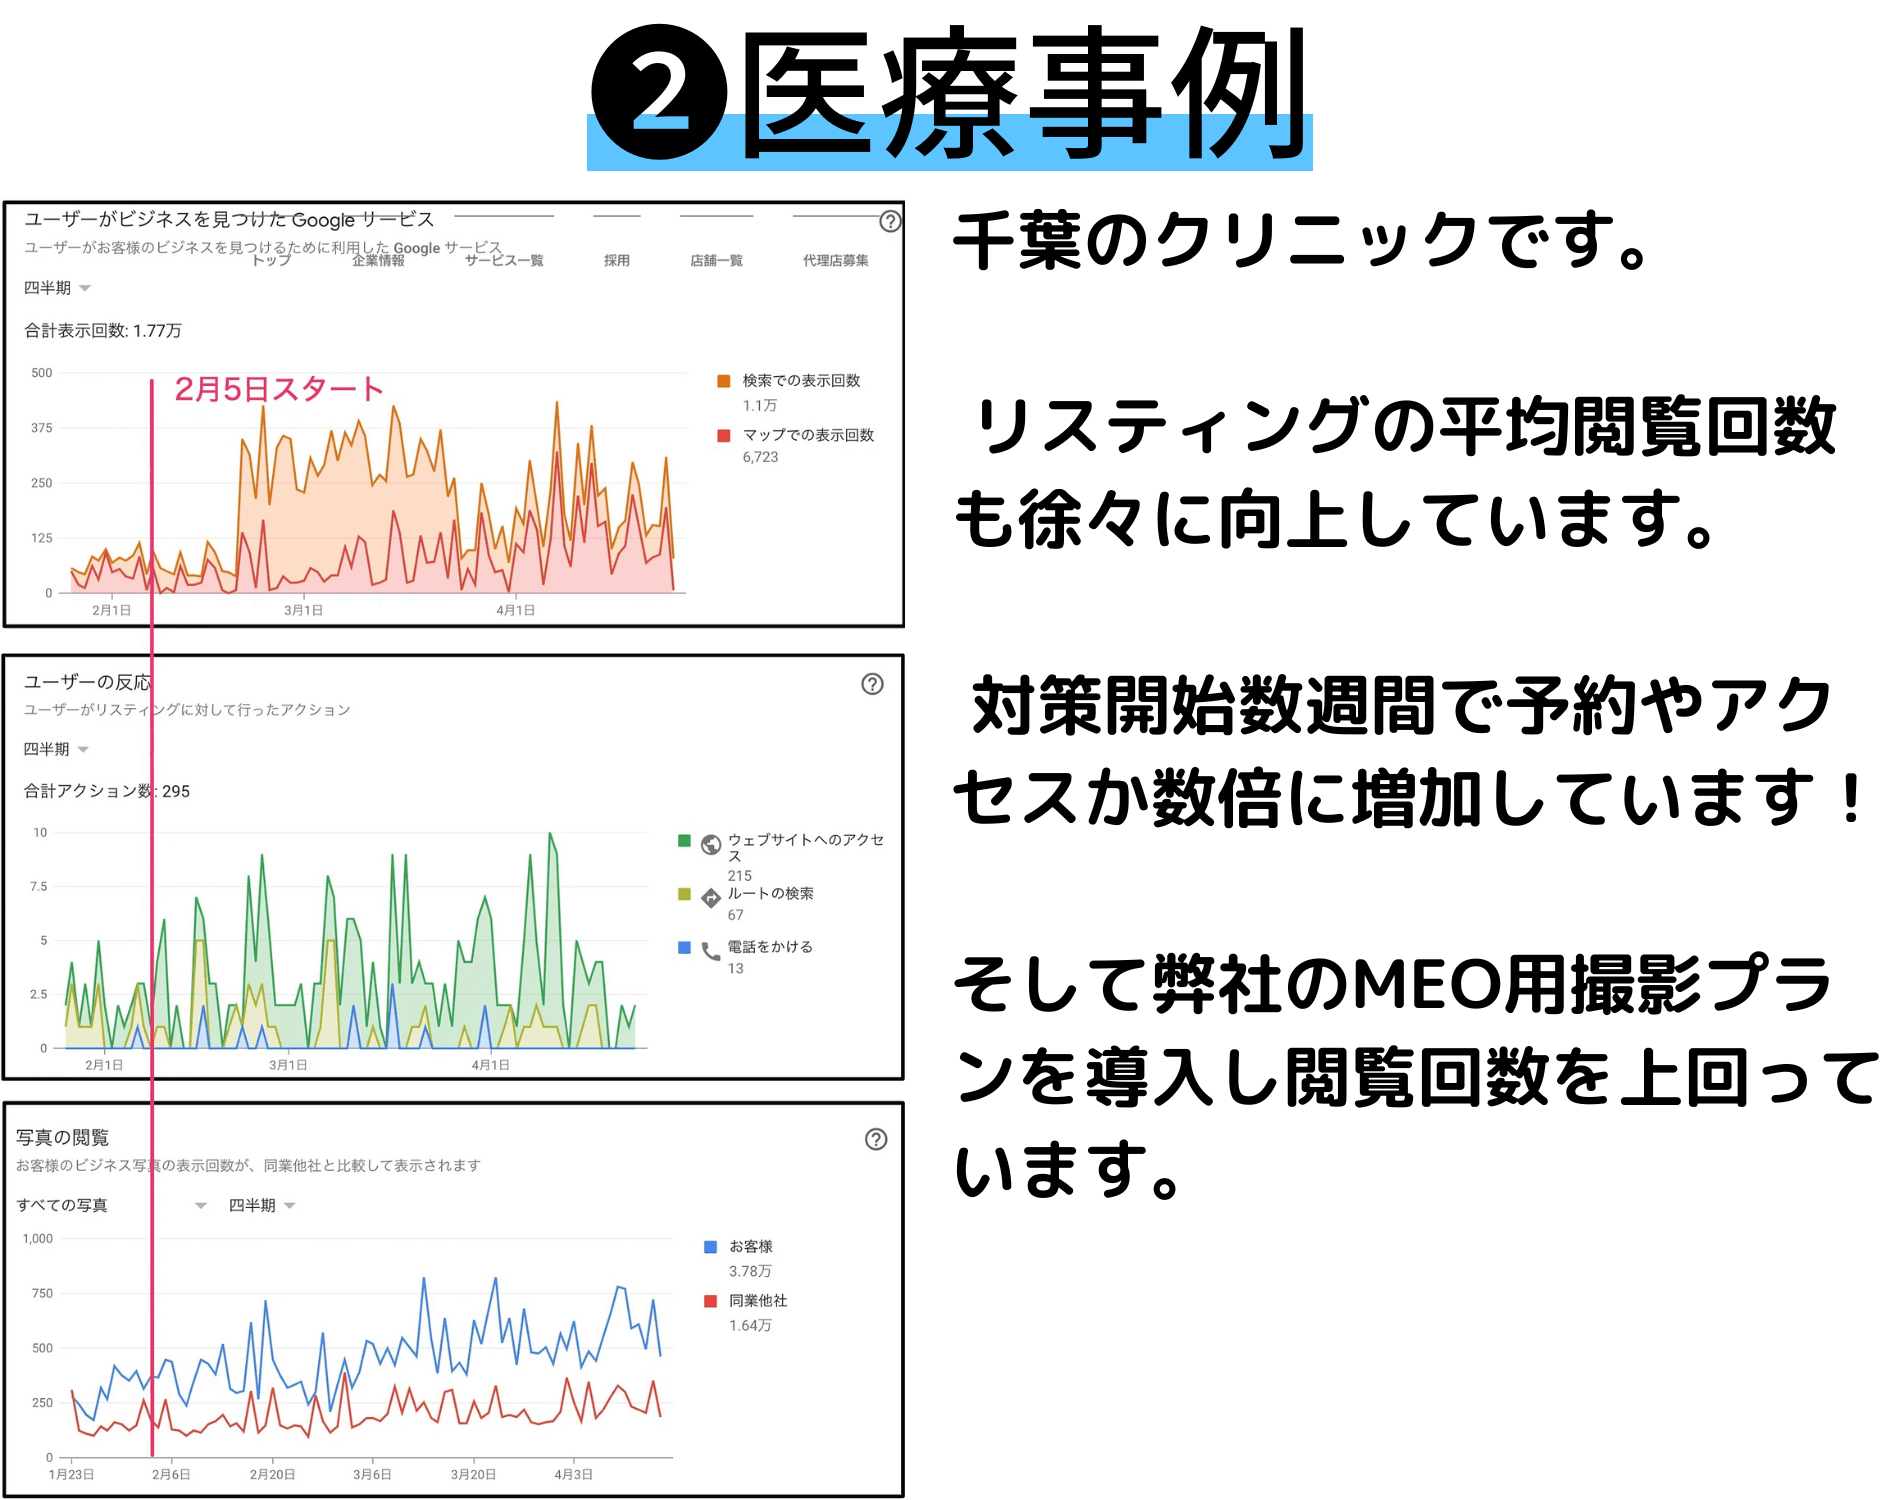 ❷医療事例
ユーザーがビジネスを見つけた Google サービス
ユーザーがお客様のビジネスを見つけるために利用した Google サービス
トップ 企業情報 サービス一覧 採用 店舗一覧 代理店募集
四半期
合計表示回数: 1.77万
2月5日スタート
500
375
250
125
0
2月1日 3月1日 4月1日
検索での表示回数
1.1万
マップでの表示回数
6,723
ユーザーの反応
ユーザーがリスティングに対して行ったアクション
四半期
合計アクション数: 295
10
7.5
5
2.5
0
2月1日 3月1日 4月1日
ウェブサイトへのアクセ
ス
215
ルートの検索
67
電話をかける
13
写真の閲覧
お客様のビジネス写真の表示回数が、同業他社と比較して表示されます
すべての写真 四半期
1,000
750
500
250
0
1月23日 2月6日 2月20日 3月6日 3月20日 4月3日
お客様
3.78万
同業他社
1.64万
千葉のクリニックです。
リスティングの平均閲覧回数
も徐々に向上しています。
対策開始数週間で予約やアク
セスか数倍に増加しています！
そして弊社のMEO用撮影プラ
ンを導入し閲覧回数を上回って
います。